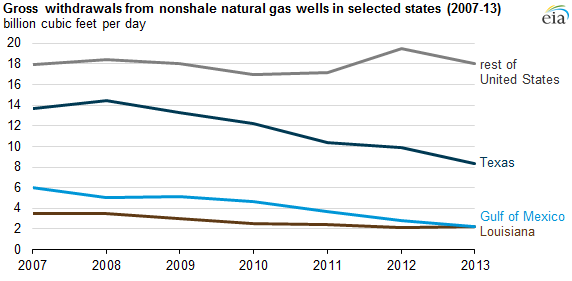 Gross withdrawals from nonshale natural gas wells in selected states (2007-13)
billion cubic feet per day
eia
20
18
16
14
12
10
8
6
4
2
0
rest of
United States
Texas
Gulf of Mexico
Louisiana
2007 2008 2009 2010 2011 2012 2013